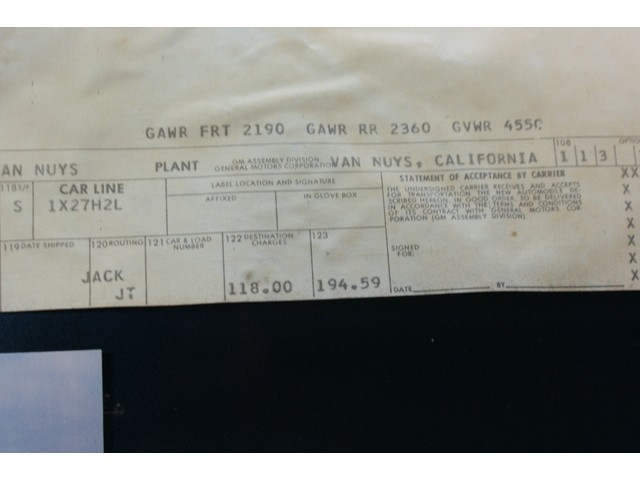 GAWR FRT 2190 GAWR RR 2360 GVWR 4550
AN NUYS PLANT GM ASSEMBLY DIVISION GENERAL MOTORS CORPORATION VAN NUYS, CALIFORNIA
108
1 1 3
OPTIO
CAR LINE
S 1X27H2L
LABEL LOCATION AND SIGNATURE
AFFIXED IN GLOVE BOX
STATEMENT OF ACCEPTANCE BY CARRIER
THE UNDERSIGNED CARRIER RECEIVES AND ACCEPTS
FOR TRANSPORTATION THE NEW AUTOMOBILE DE-
SCRIBED HEREON, IN GOOD ORDER, TO BE DELIVERED
IN ACCORDANCE WITH THE TERMS AND CONDITIONS
OF ITS CONTRACT WITH GENERAL MOTORS COR-
PORATION (GM ASSEMBLY DIVISION)
SIGNED
FOR:
DATE BY
119 DATE SHIPPED
120 ROUTING
JACK
JT
121 CAR & LOAD
NUMBER
122 DESTINATION
CHARGES
118.00
123
194.59
XX
X
X
X
X
X